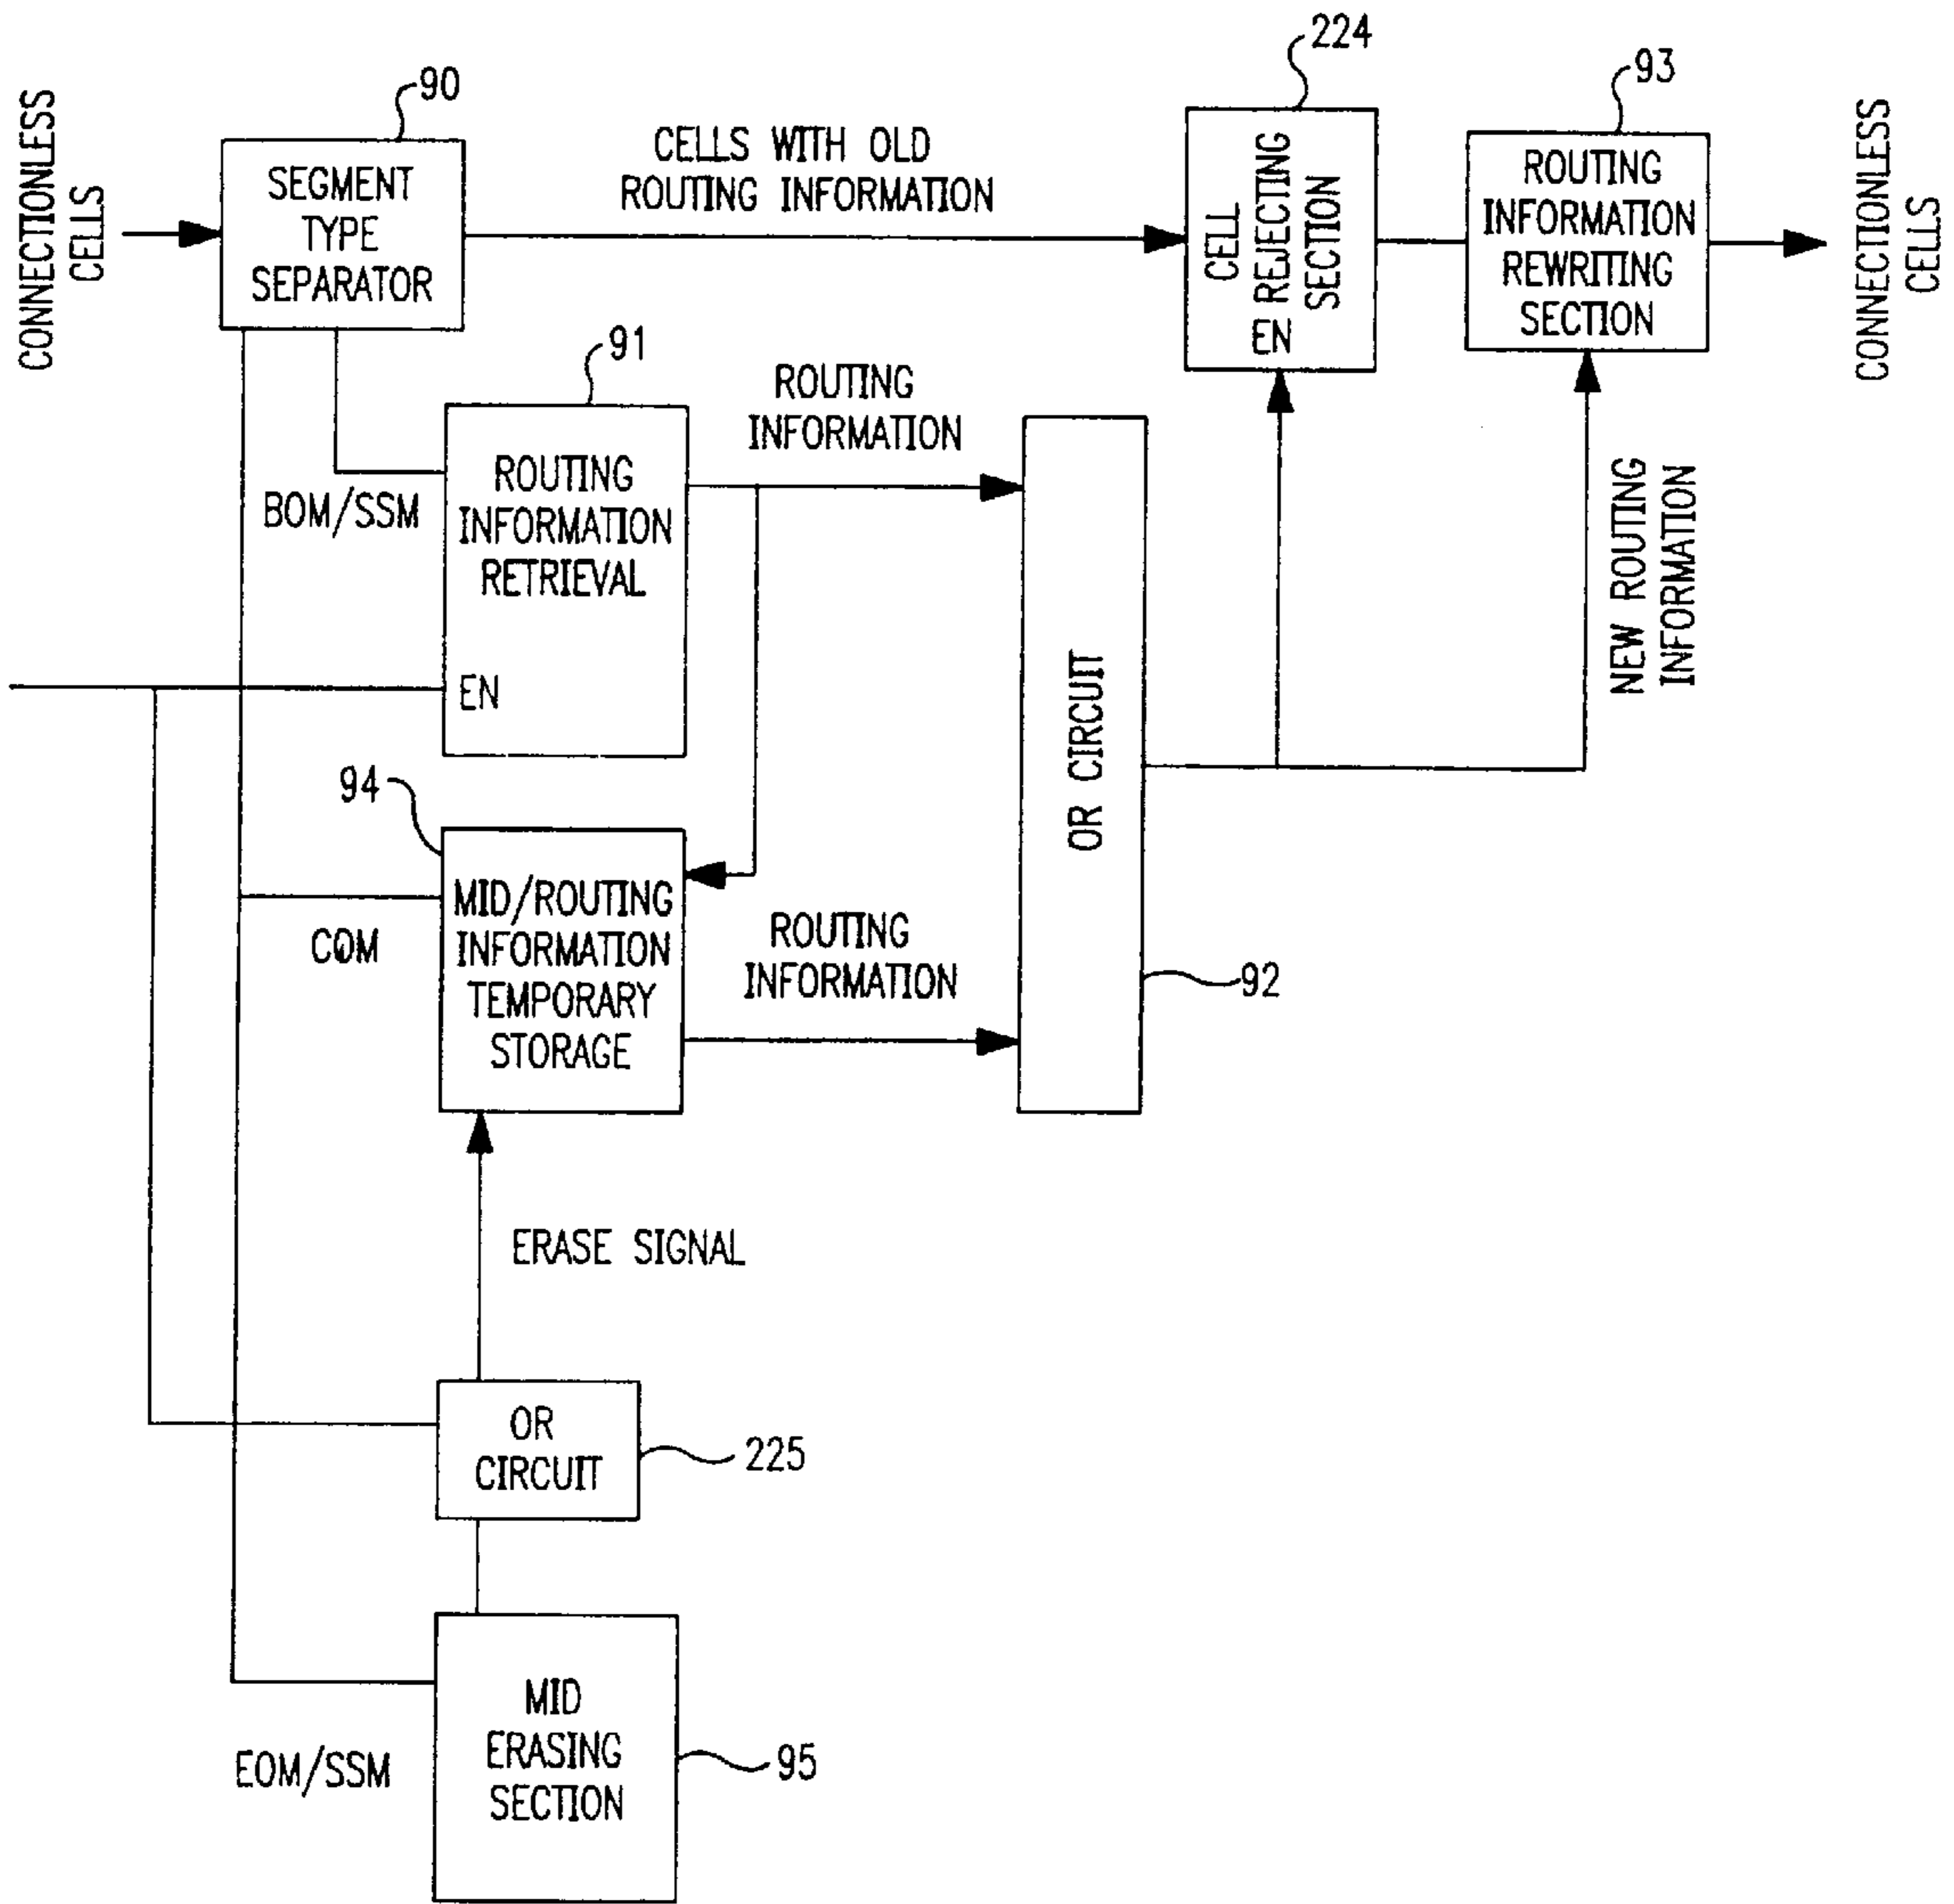 CONNECTIONLESS
CELLS
90
SEGMENT
TYPE
SEPARATOR
CELLS WITH OLD
ROUTING INFORMATION
224
CELL
REJECTING
SECTION
EN
93
ROUTING
INFORMATION
REWRITING
SECTION
CONNECTIONLESS
CELLS
BOM/SSM
91
ROUTING
INFORMATION
RETRIEVAL
EN
ROUTING
INFORMATION
NEW ROUTING
INFORMATION
OR CIRCUIT
92
94
COM
MID/ROUTING
INFORMATION
TEMPORARY
STORAGE
ROUTING
INFORMATION
ERASE SIGNAL
OR
CIRCUIT
225
EOM/SSM
MID
ERASING
SECTION
95